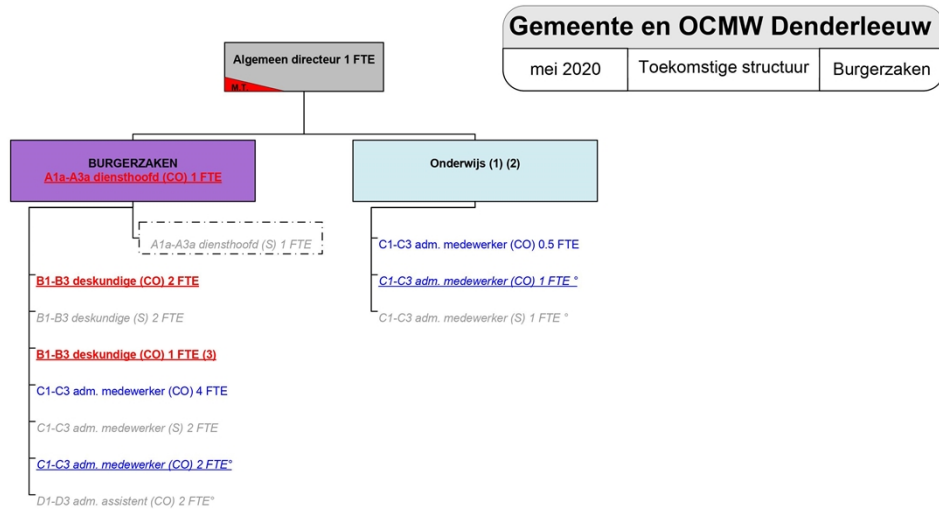 Gemeente en OCMW Denderleeuw
mei 2020
Toekomstige structuur
Burgerzaken
Algemeen directeur 1 FTE
M.T.
BURGERZAKEN
A1a-A3a diensthoofd (CO) 1 FTE
A1a-A3a diensthoofd (S) 1 FTE
B1-B3 deskundige (CO) 2 FTE
B1-B3 deskundige (S) 2 FTE
B1-B3 deskundige (CO) 1 FTE (3)
C1-C3 adm. medewerker (CO) 4 FTE
C1-C3 adm. medewerker (S) 2 FTE
C1-C3 adm. medewerker (CO) 2 FTE°
D1-D3 adm. assistent (CO) 2 FTE°
Onderwijs (1) (2)
C1-C3 adm. medewerker (CO) 0.5 FTE
C1-C3 adm. medewerker (CO) 1 FTE °
C1-C3 adm. medewerker (S) 1 FTE °